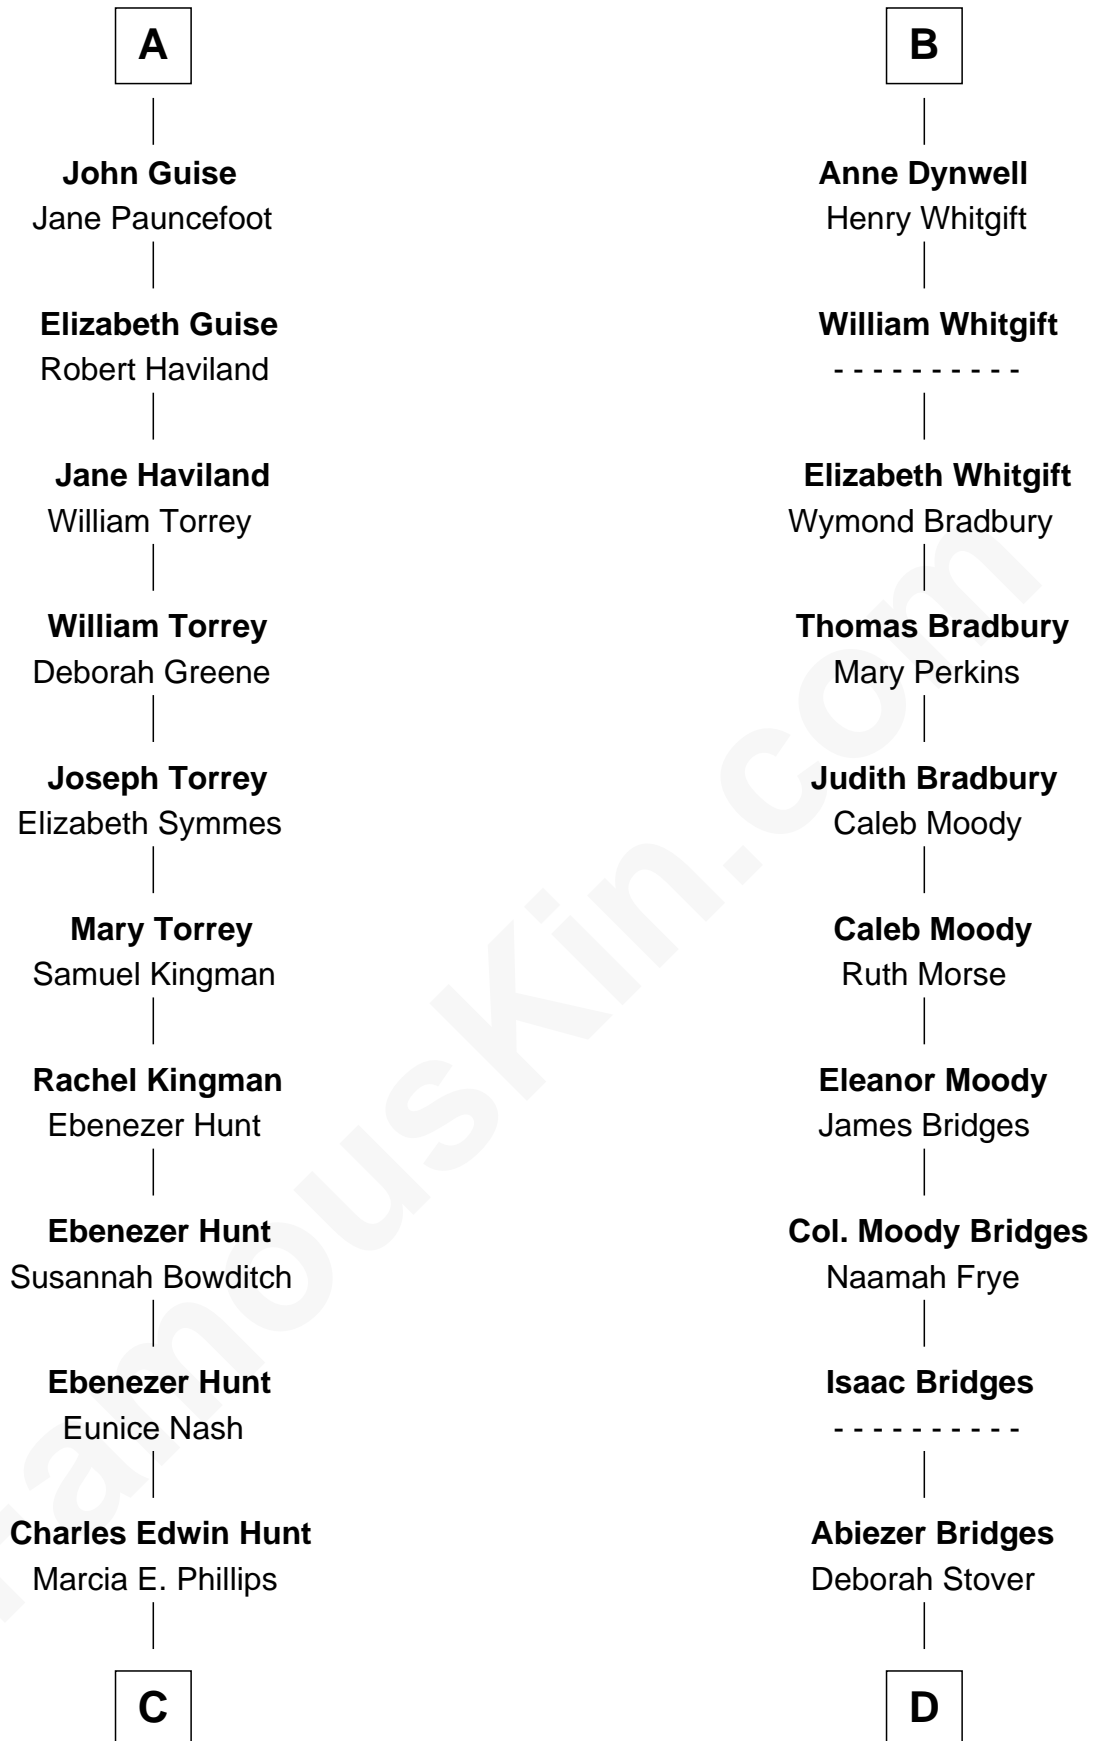 A
John Guise
Jane Pauncefoot
Elizabeth Guise
Robert Haviland
Jane Haviland
William Torrey
William Torrey
Deborah Greene
Joseph Torrey
Elizabeth Symmes
Mary Torrey
Samuel Kingman
Rachel Kingman
Ebenezer Hunt
Ebenezer Hunt
Susannah Bowditch
Ebenezer Hunt
Eunice Nash
Charles Edwin Hunt
Marcia E. Phillips
C
B
Anne Dynwell
Henry Whitgift
William Whitgift
- - - - - - - - - -
Elizabeth Whitgift
Wymond Bradbury
Thomas Bradbury
Mary Perkins
Judith Bradbury
Caleb Moody
Caleb Moody
Ruth Morse
Eleanor Moody
James Bridges
Col. Moody Bridges
Naamah Frye
Isaac Bridges
- - - - - - - - - -
Abiezer Bridges
Deborah Stover
D
FamousKin.com